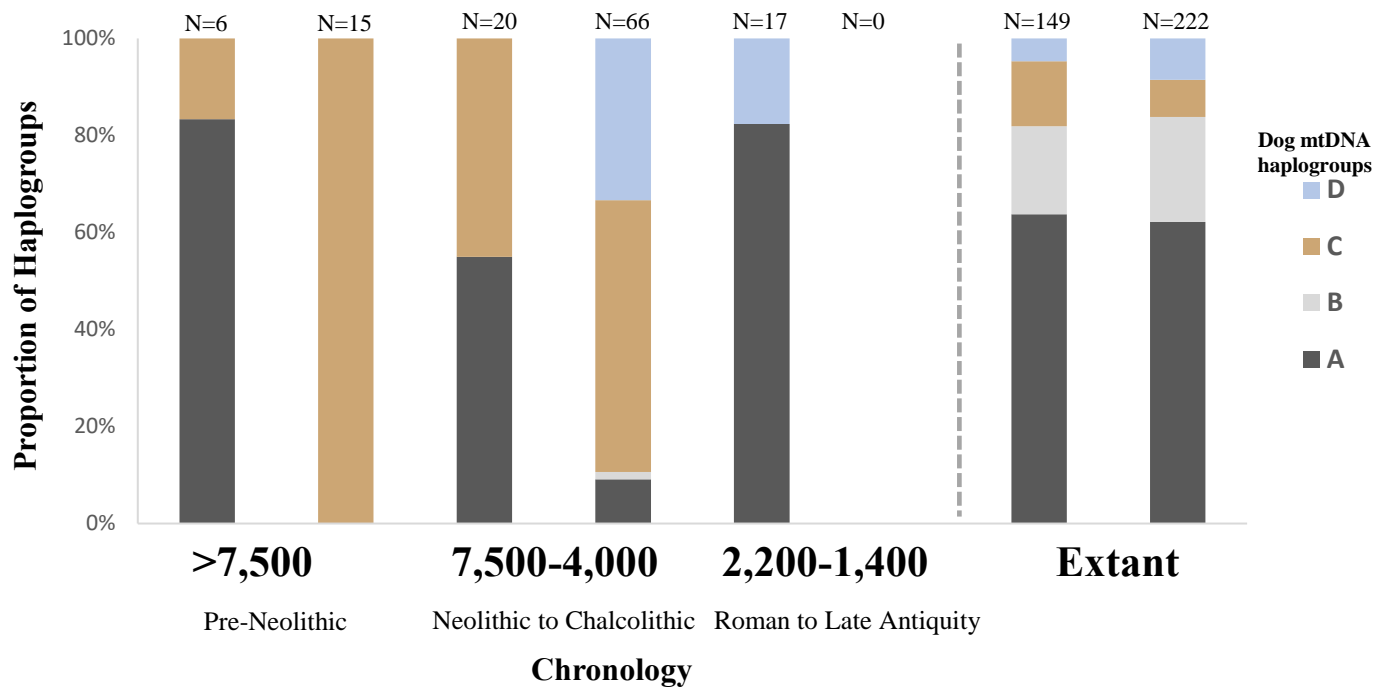 N=6 N=15 N=20 N=66 N=17 N=0 N=149 N=222
100%
80%
60%
40%
20%
0%
Proportion of Haplogroups
Dog mtDNA
haplogroups
D
C
B
A
>7,500 7,500-4,000 2,200-1,400 Extant
Pre-Neolithic Neolithic to Chalcolithic Roman to Late Antiquity
Chronology